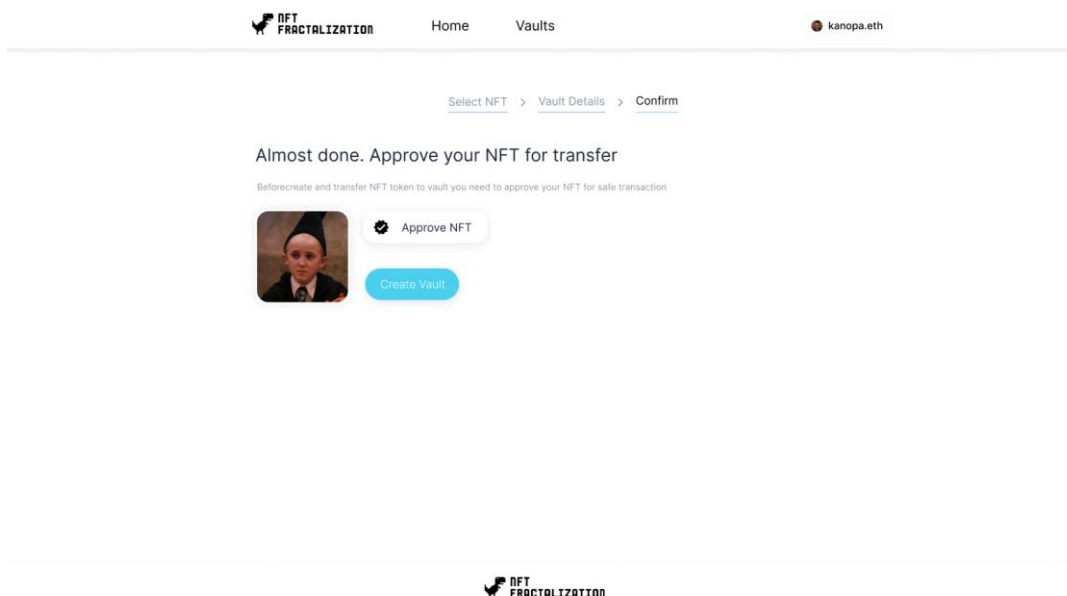 NFT
FRACTALIZATION
Home
Vaults
kanopa.eth
Select NFT > Vault Details > Confirm
Almost done. Approve your NFT for transfer
Beforecreate and transfer NFT token to vault you need to approve your NFT for safe transaction
Approve NFT
Create Vault
NFT
FRACTALIZATION